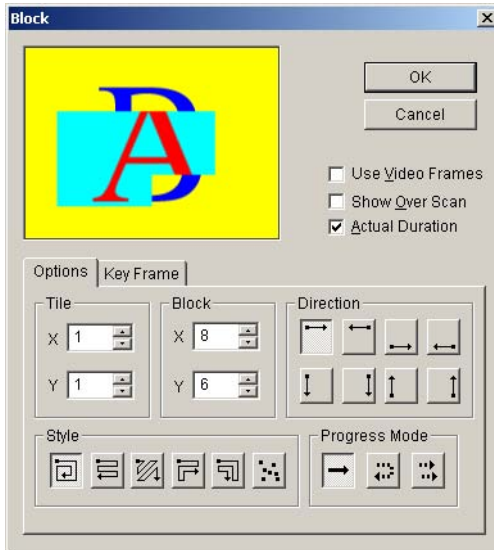 Block
B
A
OK
Cancel
Use Video Frames
Show Over Scan
Actual Duration
Options
Key Frame
Tile
X 1
Y 1
Block
X 8
Y 6
Direction
Style
Progress Mode